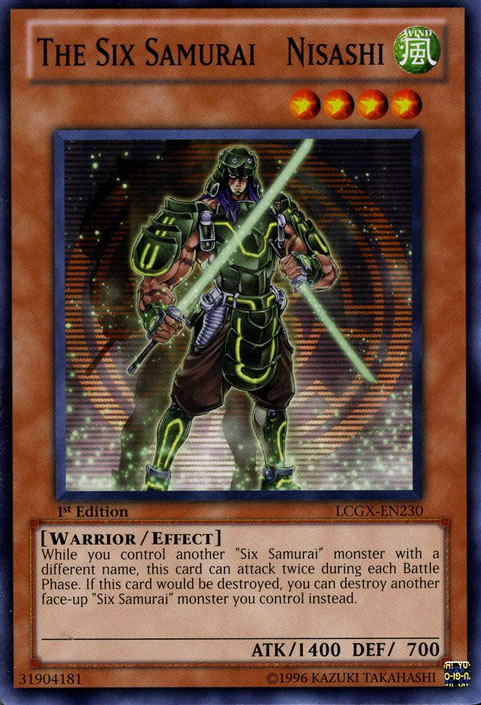 THE SIX SAMURAI NISASHI
WIND
風
1st Edition
LCGX-EN230
[WARRIOR / EFFECT]
While you control another "Six Samurai" monster with a
different name, this card can attack twice during each Battle
Phase. If this card would be destroyed, you can destroy another
face-up "Six Samurai" monster you control instead.
ATK/1400 DEF/ 700
31904181
©1996 KAZUKI TAKAHASHI